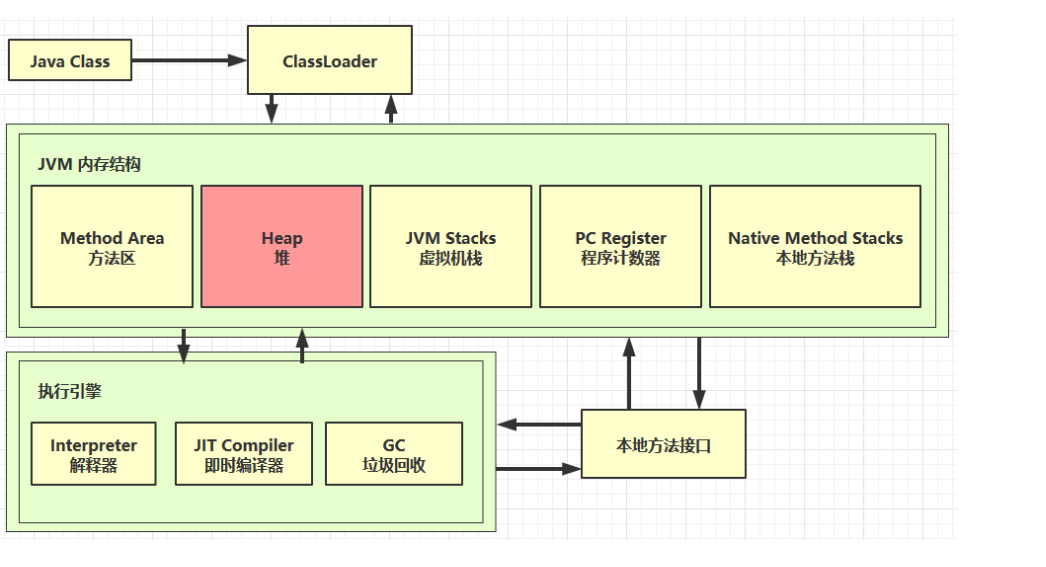 Java Class
ClassLoader
JVM 内存结构
Method Area
方法区
Heap
堆
JVM Stacks
虚拟机栈
PC Register
程序计数器
Native Method Stacks
本地方法栈
执行引擎
Interpreter
解释器
JIT Compiler
即时编译器
GC
垃圾回收
本地方法接口